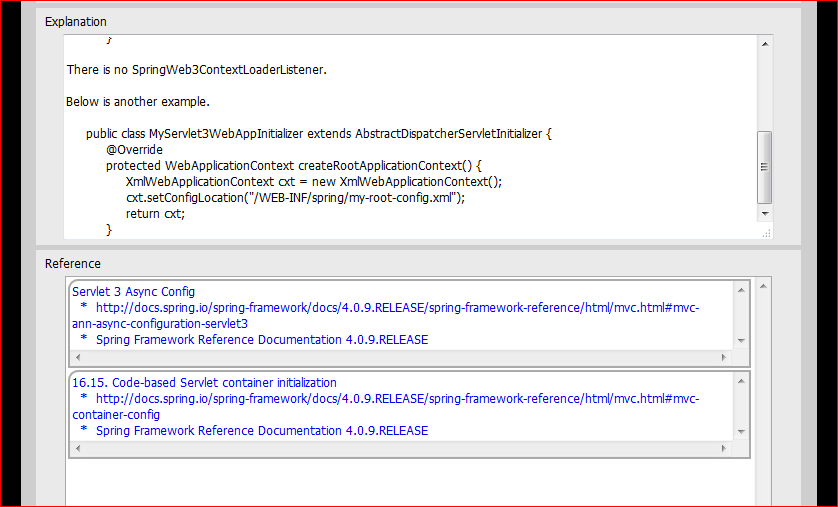 Explanation
}
There is no SpringWeb3ContextLoaderListener.
Below is another example.
public class MyServlet3WebAppInitializer extends AbstractDispatcherServletInitializer {
@Override
protected WebApplicationContext createRootApplicationContext() {
XmlWebApplicationContext cxt = new XmlWebApplicationContext();
cxt.setConfigLocation("/WEB-INF/spring/my-root-config.xml");
return cxt;
}
Reference
Servlet 3 Async Config
* http://docs.spring.io/spring-framework/docs/4.0.9.RELEASE/spring-framework-reference/html/mvc.html#mvc-
ann-async-configuration-servlet3
* Spring Framework Reference Documentation 4.0.9.RELEASE
16.15. Code-based Servlet container initialization
* http://docs.spring.io/spring-framework/docs/4.0.9.RELEASE/spring-framework-reference/html/mvc.html#mvc-
container-config
* Spring Framework Reference Documentation 4.0.9.RELEASE